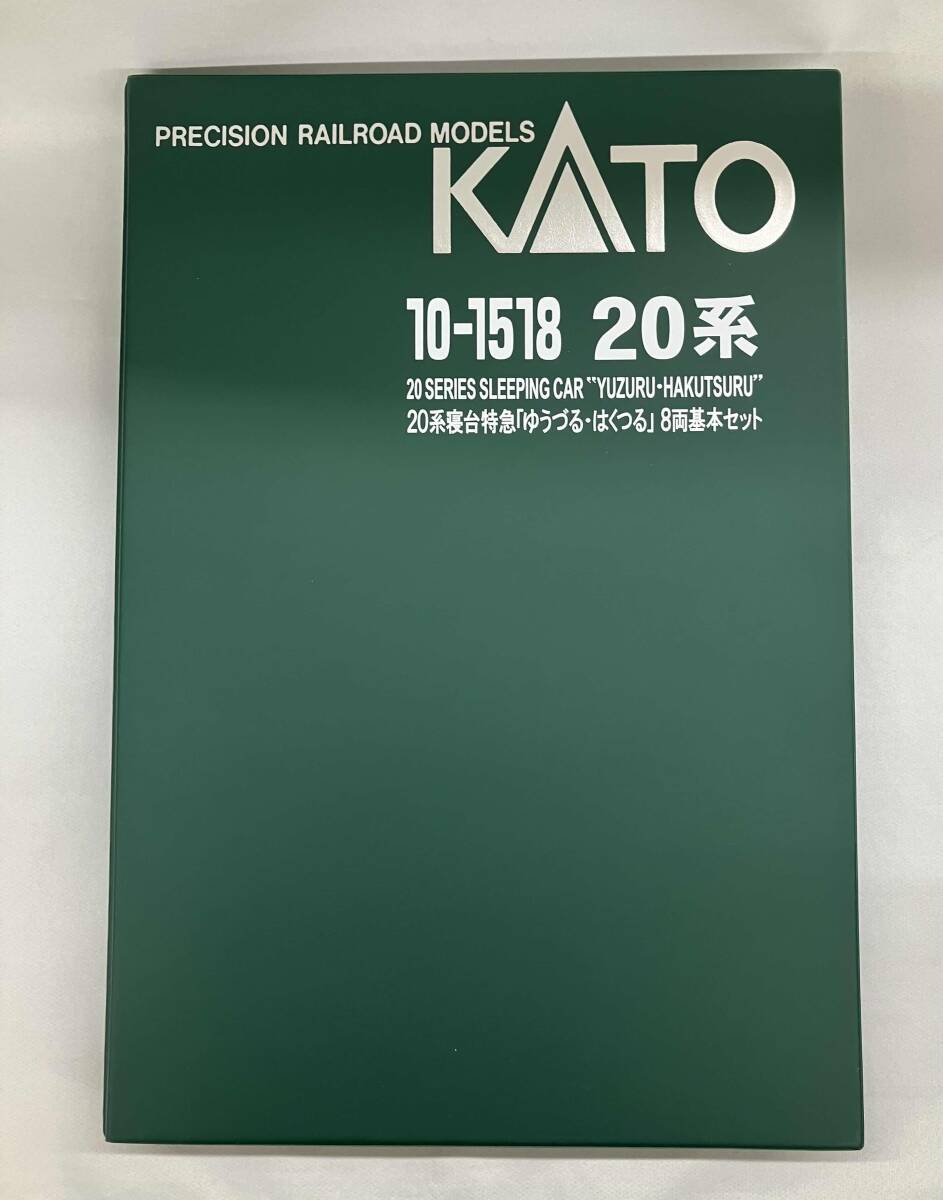 PRECISION RAILROAD MODELS
KATO
10-1518 20系
20 SERIES SLEEPING CAR "YUZURU・HAKUTSURU"
20系寝台特急「ゆうづる・はくつる」 8両基本セット